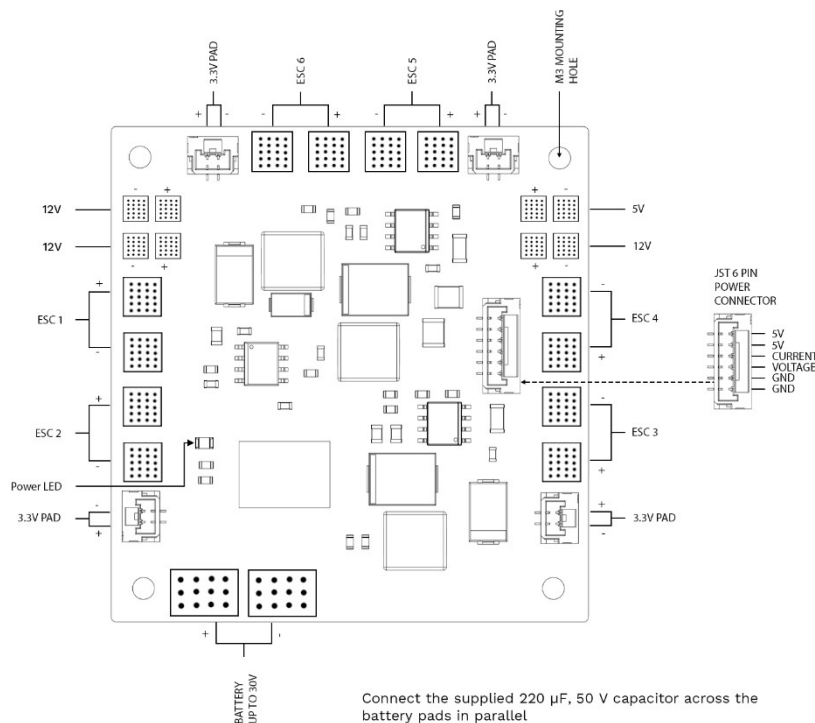 3.3V PAD
ESC 6
ESC 5
3.3V PAD
M3 MOUNTING
HOLE
+ -
- +
- +
+ -
- +
+ -
12V
5V
12V
12V
- +
+ -
JST 6 PIN
POWER
CONNECTOR
5V
5V
CURRENT
VOLTAGE
GND
GND
+
ESC 1
-
-
ESC 4
+
+
ESC 2
-
-
ESC 3
+
Power LED
-
3.3V PAD
+
+
3.3V PAD
-
+ -
BATTERY
UP TO 30V
Connect the supplied 220 µF, 50 V capacitor across the
battery pads in parallel